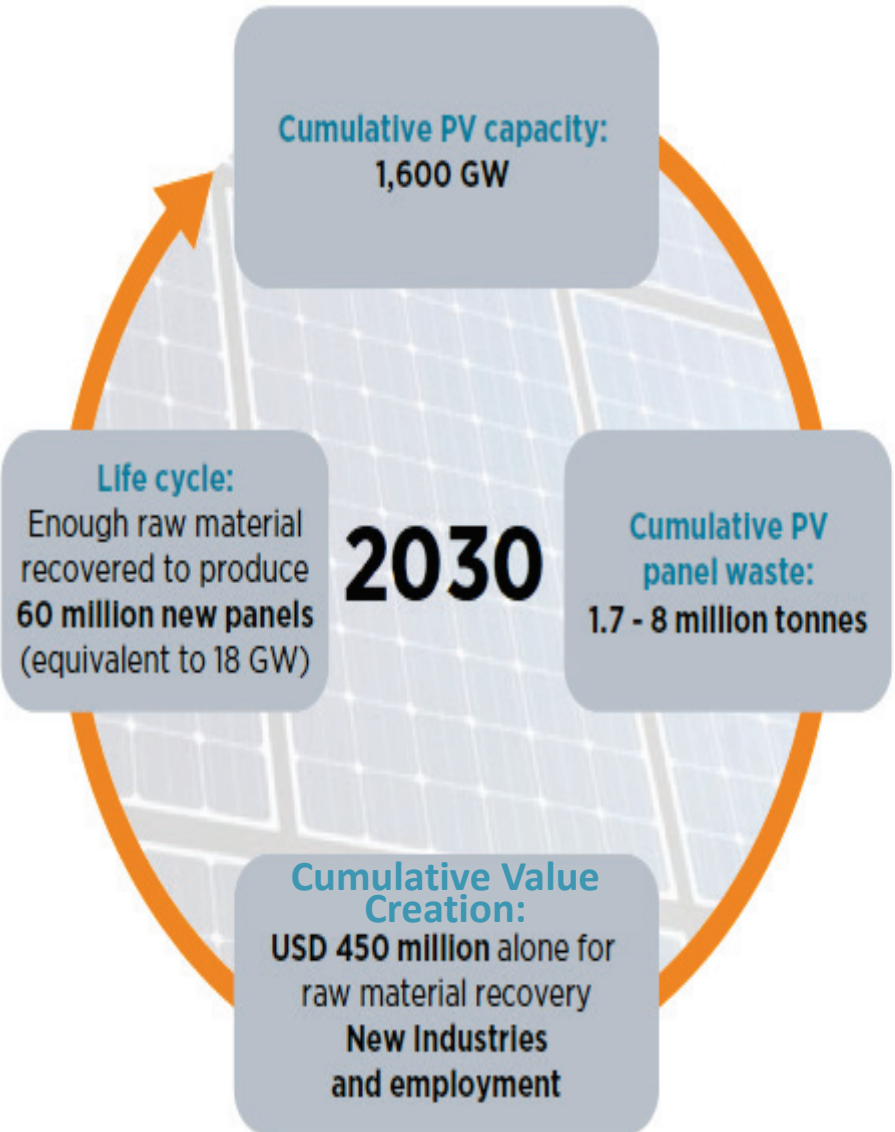 Cumulative PV capacity:
1,600 GW
Life cycle:
Enough raw material
recovered to produce
60 million new panels
(equivalent to 18 GW)
2030
Cumulative PV
panel waste:
1.7 - 8 million tonnes
Cumulative Value
Creation:
USD 450 million alone for
raw material recovery
New Industries
and employment